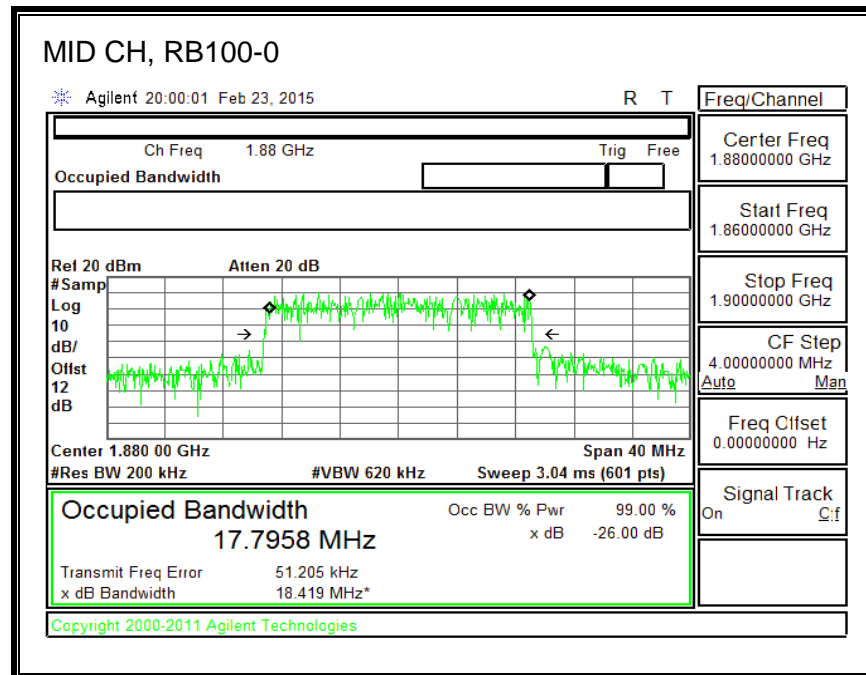 MID CH, RB100-0
Agilent 20:00:01 Feb 23, 2015 R T
Ch Freq 1.88 GHz Trig Free
Occupied Bandwidth
Ref 20 dBm Atten 20 dB
#Samp
Log
10
dB/
Offst
12
dB
Center 1.880 00 GHz Span 40 MHz
#Res BW 200 kHz #VBW 620 kHz Sweep 3.04 ms (601 pts)
Occupied Bandwidth Occ BW % Pwr 99.00 %
17.7958 MHz x dB -26.00 dB
Transmit Freq Error 51.205 kHz
x dB Bandwidth 18.419 MHz*
Copyright 2000-2011 Agilent Technologies
Freq/Channel
Center Freq
1.88000000 GHz
Start Freq
1.86000000 GHz
Stop Freq
1.90000000 GHz
CF Step
4.00000000 MHz
Auto Man
Freq Offset
0.00000000 Hz
Signal Track
On Off